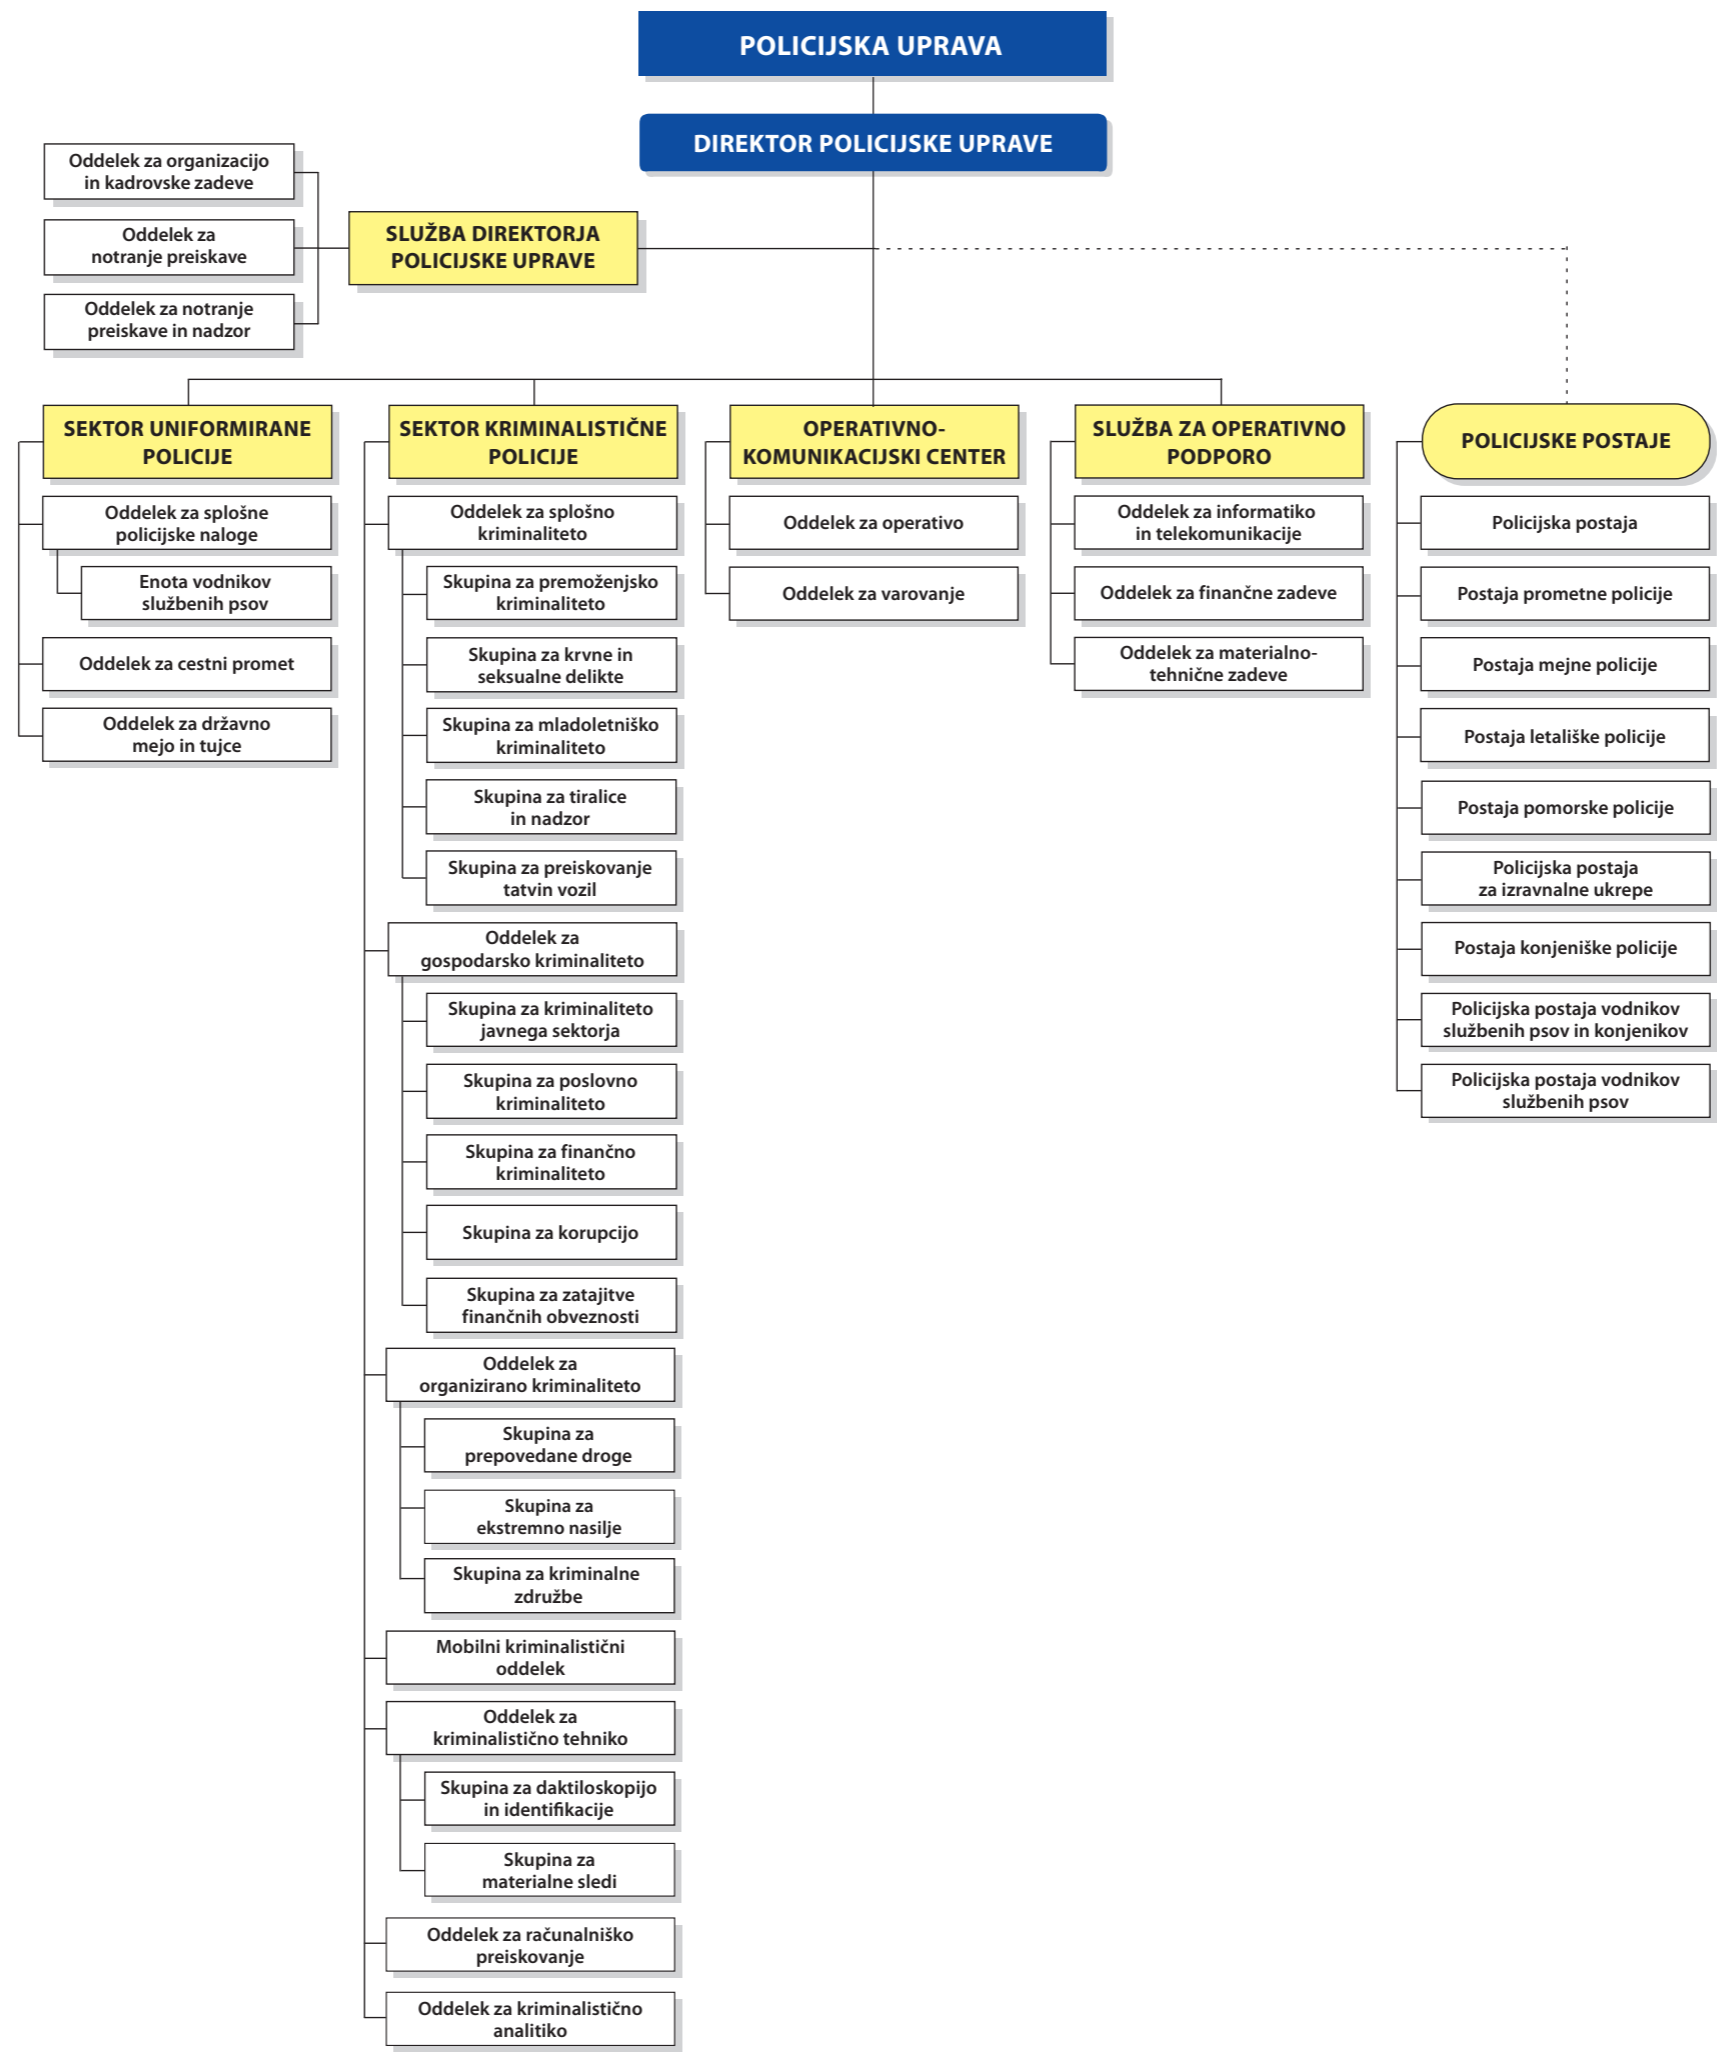 POLICIJSKA UPRAVA
DIREKTOR POLICIJSKE UPRAVE
Oddelek za organizacijo
in kadrovske zadeve
Oddelek za
notranje preiskave
Oddelek za notranje
preiskave in nadzor
SLUŽBA DIREKTORJA
POLICIJSKE UPRAVE
SEKTOR UNIFORMIRANE
POLICIJE
Oddelek za splošne
policijske naloge
Enota vodnikov
službenih psov
Oddelek za cestni promet
Oddelek za državno
mejo in tujce
SEKTOR KRIMINALISTIČNE
POLICIJE
Oddelek za splošno
kriminaliteto
Skupina za premoženjsko
kriminaliteto
Skupina za krvne in
seksualne delikte
Skupina za mladoletniško
kriminaliteto
Skupina za tiralice
in nadzor
Skupina za preiskovanje
tatvin vozil
Oddelek za
gospodarsko kriminaliteto
Skupina za kriminaliteto
javnega sektorja
Skupina za poslovno
kriminaliteto
Skupina za finančno
kriminaliteto
Skupina za korupcijo
Skupina za zatajitve
finančnih obveznosti
Oddelek za
organizirano kriminaliteto
Skupina za
prepovedane droge
Skupina za
ekstremno nasilje
Skupina za kriminalne
združbe
Mobilni kriminalistični
oddelek
Oddelek za
kriminalistično tehniko
Skupina za daktiloskopijo
in identifikacije
Skupina za
materialne sledi
Oddelek za računalniško
preiskovanje
Oddelek za kriminalistično
analitiko
OPERATIVNO-
KOMUNIKACIJSKI CENTER
Oddelek za operativo
Oddelek za varovanje
SLUŽBA ZA OPERATIVNO
PODPORO
Oddelek za informatiko
in telekomunikacije
Oddelek za finančne zadeve
Oddelek za materialno-
tehnične zadeve
POLICIJSKE POSTAJE
Policijska postaja
Postaja prometne policije
Postaja mejne policije
Postaja letališke policije
Postaja pomorske policije
Policijska postaja
za izravnalne ukrepe
Postaja konjeniške policije
Policijska postaja vodnikov
službenih psov in konjenikov
Policijska postaja vodnikov
službenih psov